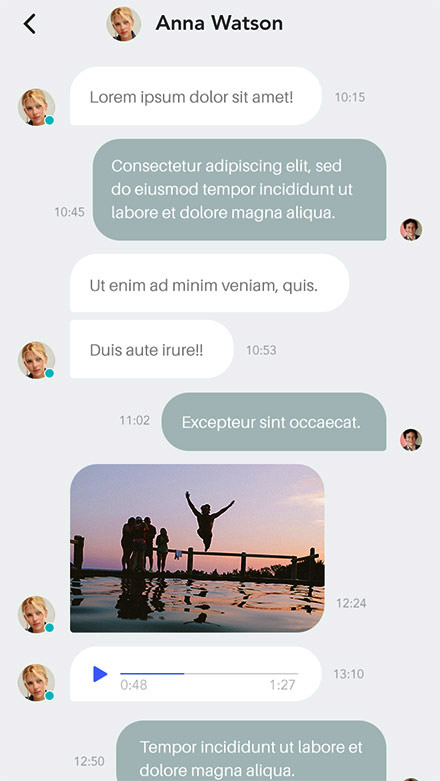 Anna Watson
Lorem ipsum dolor sit amet!
10:15
Consectetur adipiscing elit, sed
do eiusmod tempor incididunt ut
labore et dolore magna aliqua.
10:45
Ut enim ad minim veniam, quis.
Duis aute irure!!
10:53
11:02
Excepteur sint occaecat.
12:24
0:48
1:27
13:10
Tempor incididunt ut labore et
12:50
dolore magna aliqua.